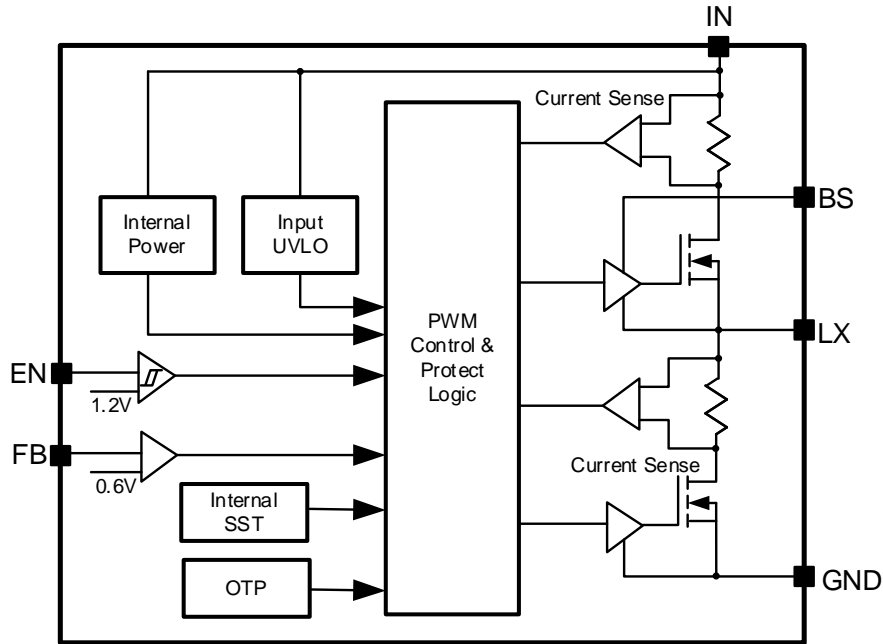 IN
Current Sense
BS
Internal
Power
Input
UVLO
PWM
Control &
Protect
Logic
LX
EN
1.2V
FB
0.6V
Current Sense
Internal
SST
OTP
GND